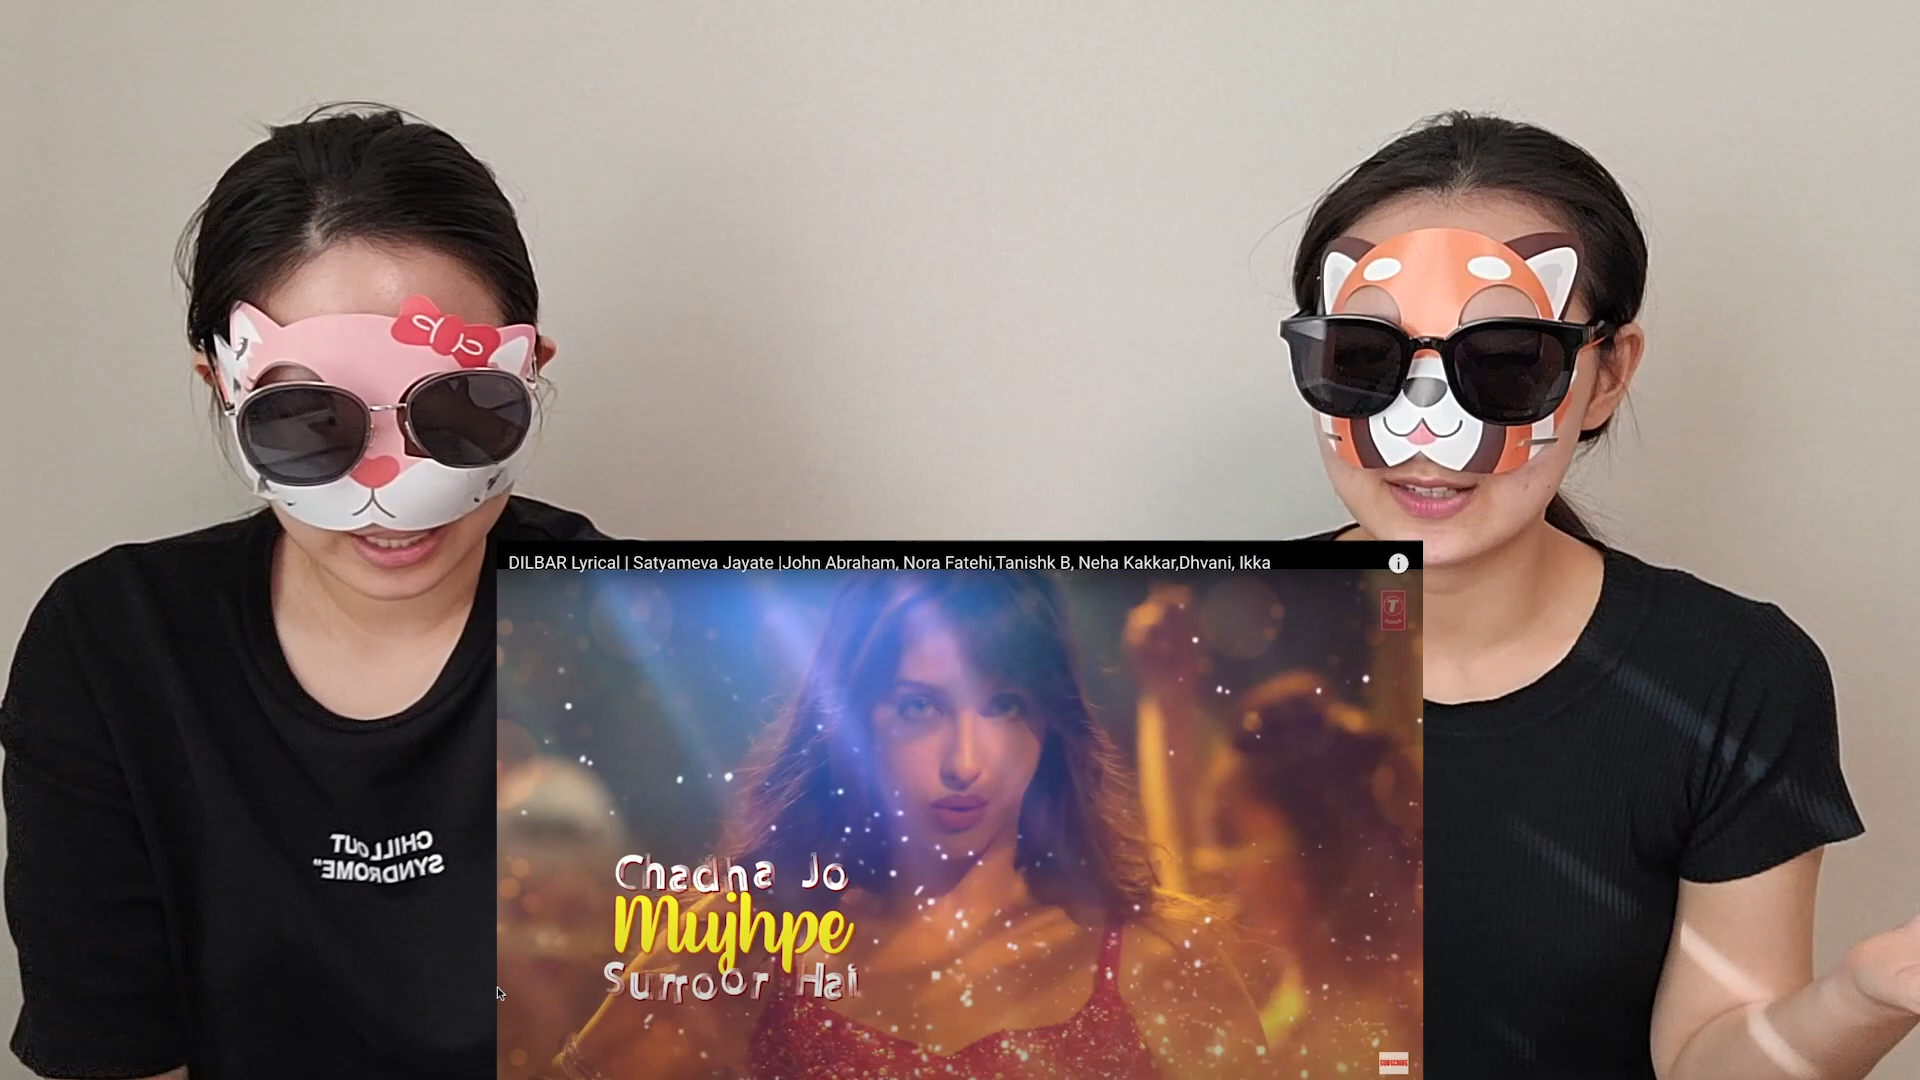 DILBAR Lyrical | Satyameva Jayate |John Abraham, Nora Fatehi,Tanishk B, Neha Kakkar,Dhvani, Ikka
i
T
Chadha Jo
Mujhpe
Surroor Hai
CHILL OUT
SYNDROME"
SUBSCRIBE